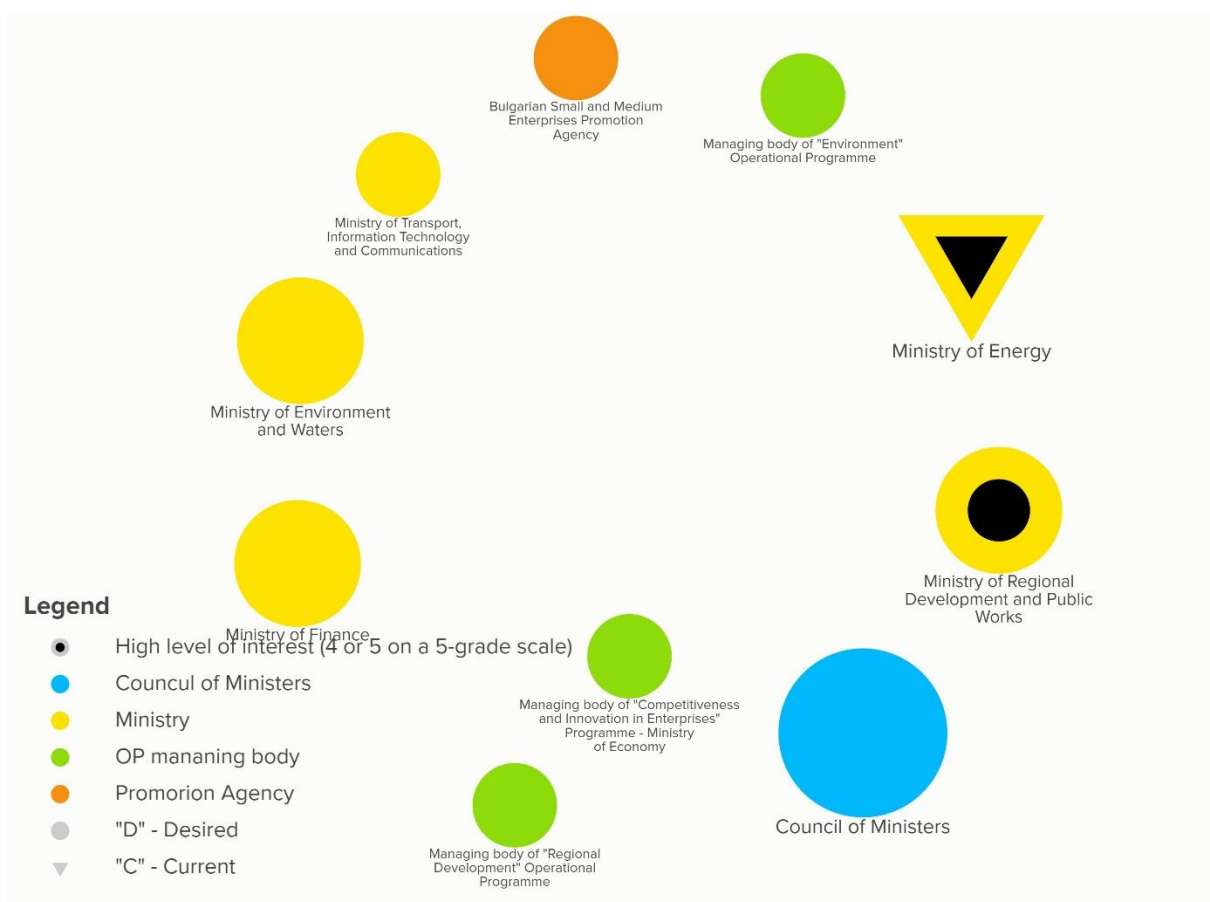 Bulgarian Small and Medium
Enterprises Promotion
Agency
Managing body of "Environment"
Operational Programme
Ministry of Transport,
Information Technology
and Communications
Ministry of Energy
Ministry of Environment
and Waters
Ministry of Regional
Development and Public
Works
Ministry of Finance
Managing body of "Competitiveness
and Innovation in Enterprises"
Programme - Ministry
of Economy
Council of Ministers
Managing body of "Regional
Development" Operational
Programme
Legend
High level of interest (4 or 5 on a 5-grade scale)
Councul of Ministers
Ministry
OP mananing body
Promorion Agency
"D" - Desired
"C" - Current